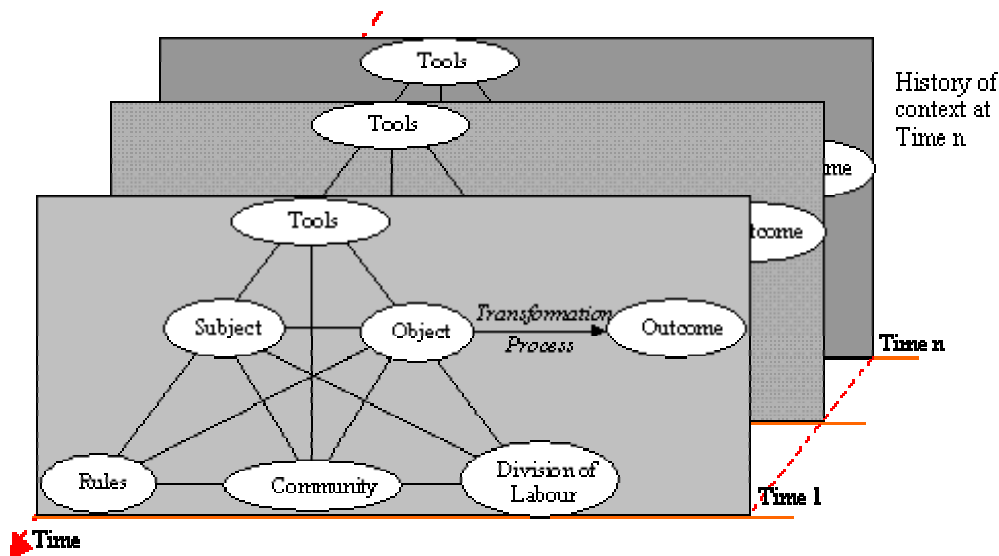 Tools
History of
context at
Time n
Tools
me
tcome
Tools
Transformation
Subject
Object
Outcome
Process
Time n
Rules
Community
Division of
Labour
Time 1
Time